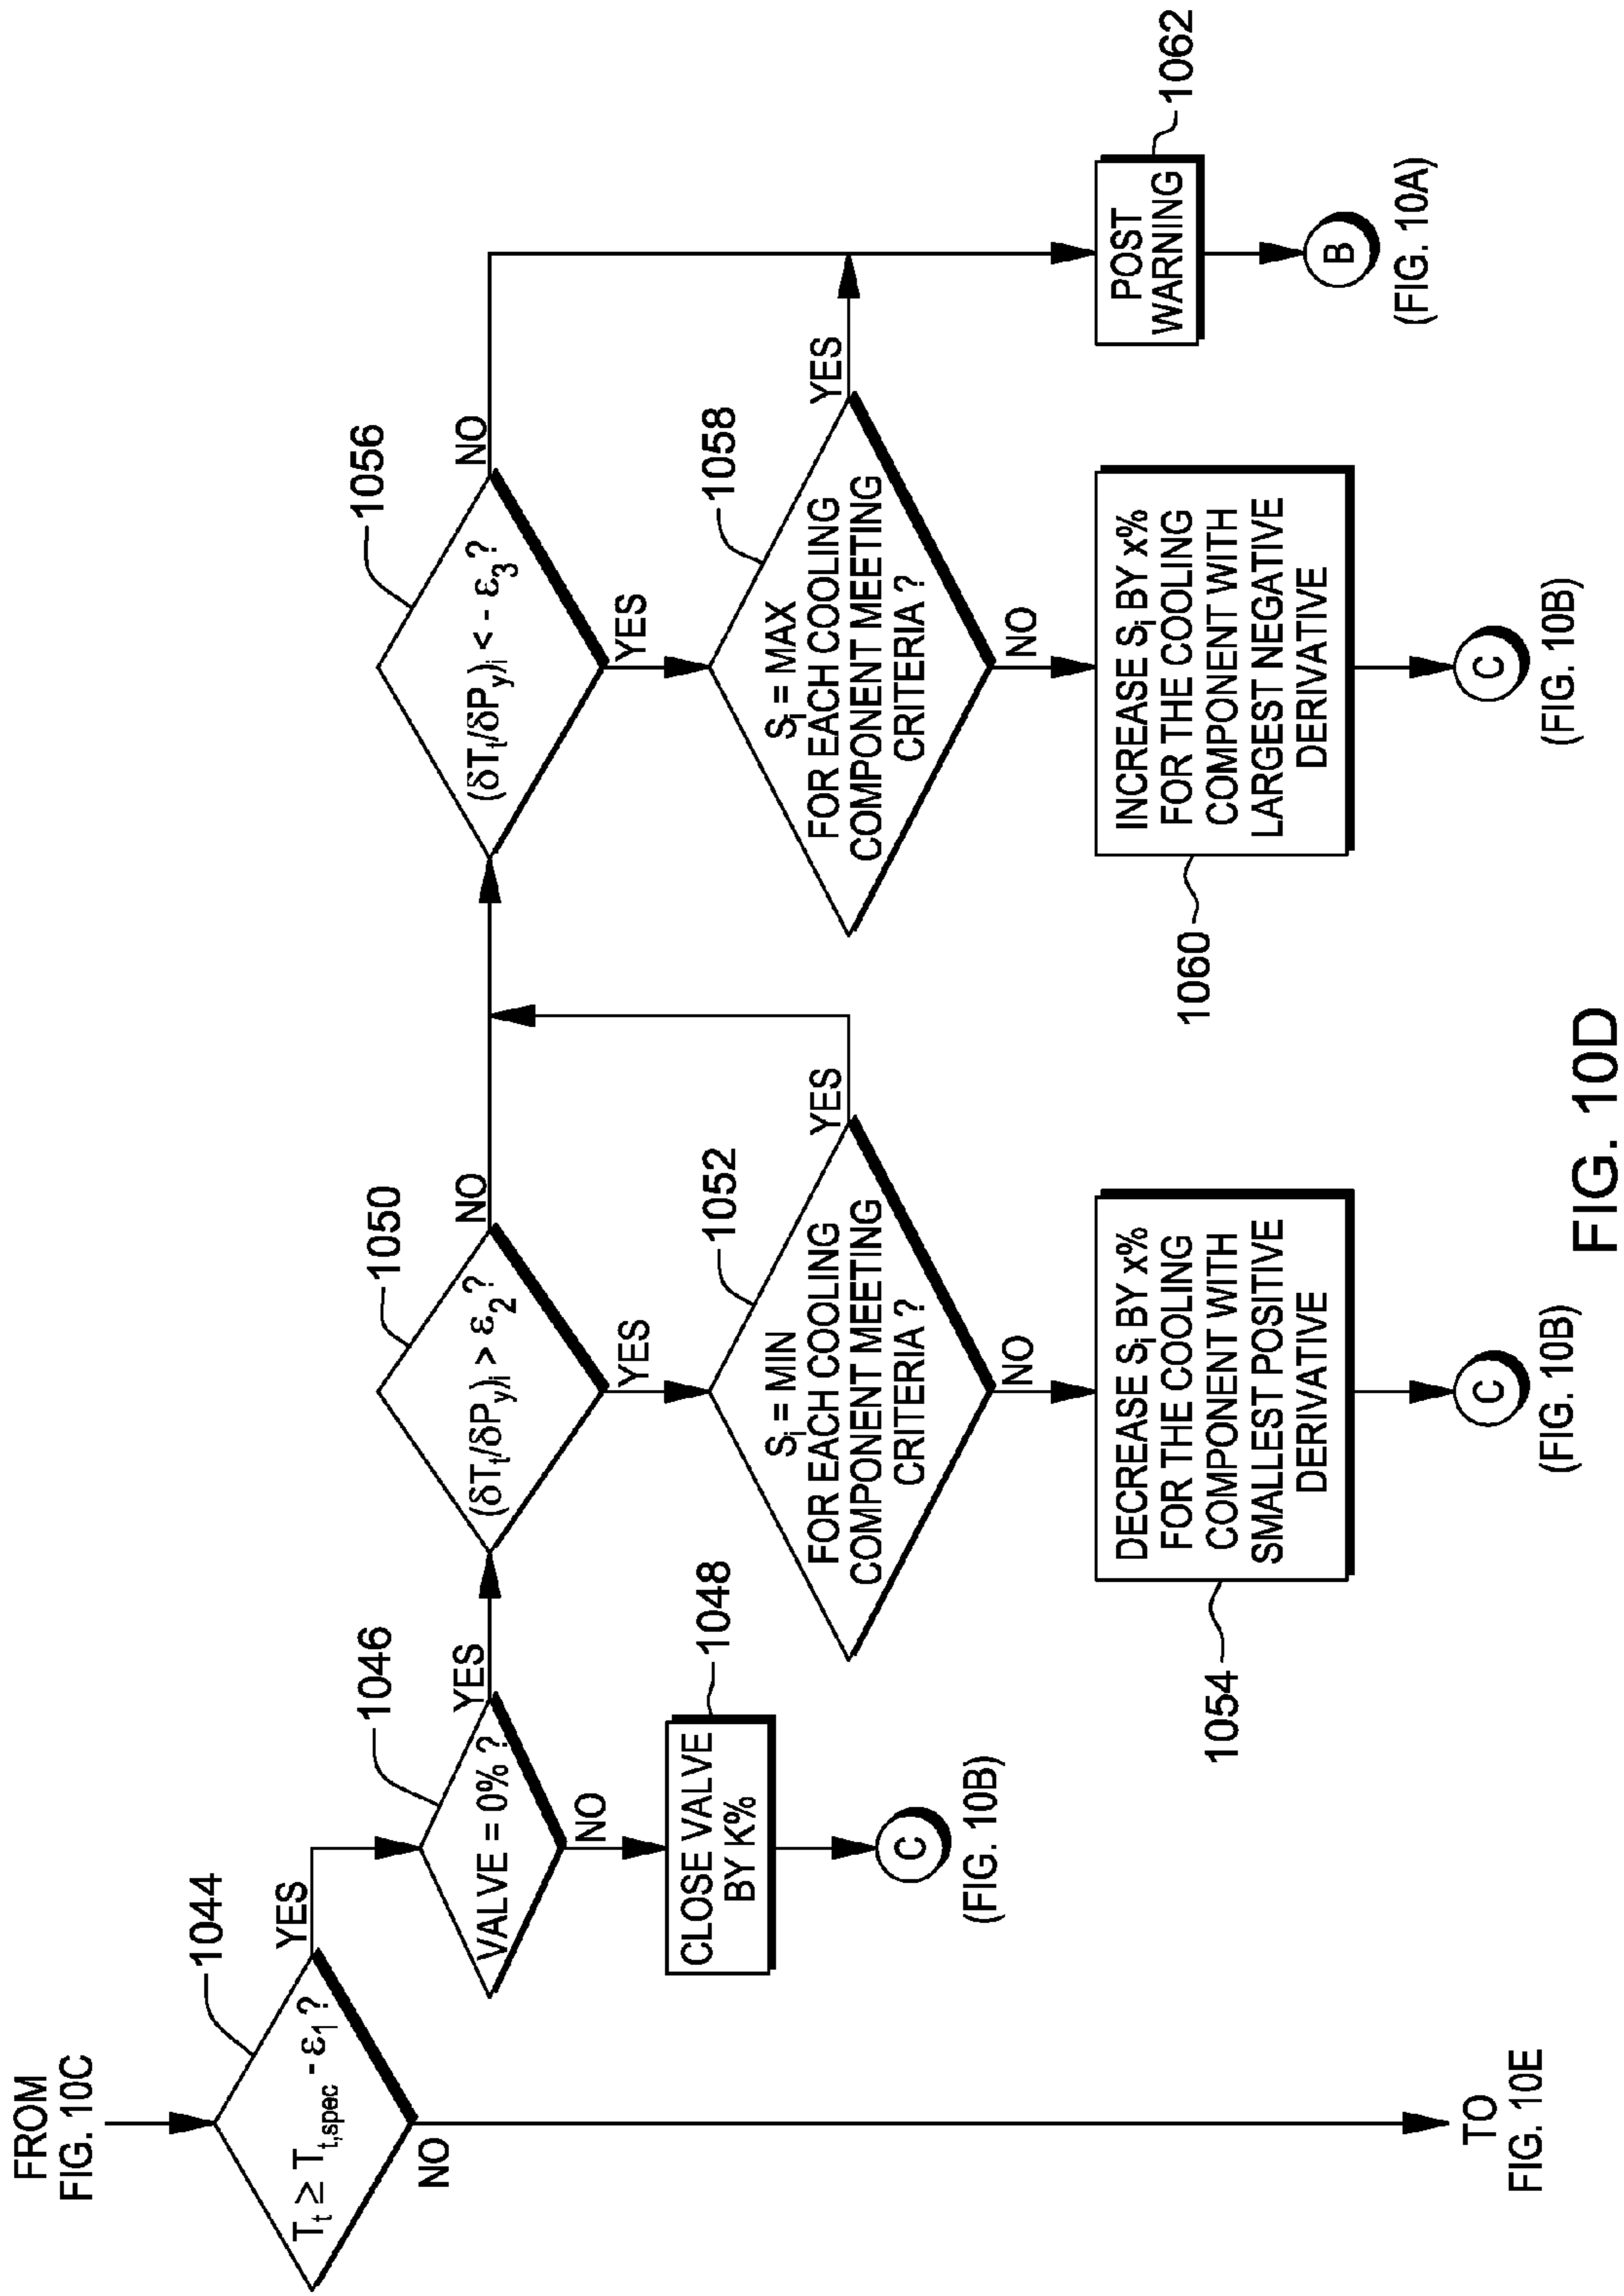 FROM
FIG. 10C
1044
T_t ≥ T_t,spec - ε_1 ?
YES
NO
TO
FIG. 10E
1046
VALVE = 0% ?
YES
NO
1048
CLOSE VALVE
BY K%
C
(FIG. 10B)
1050
(δT_t/δP_y)_i > ε_2 ?
NO
YES
1052
S_i = MIN
FOR EACH COOLING
COMPONENT MEETING
CRITERIA ?
YES
NO
1054
DECREASE S_i BY x%
FOR THE COOLING
COMPONENT WITH
SMALLEST POSITIVE
DERIVATIVE
C
(FIG. 10B)
1056
(δT_t/δP_y)_i < - ε_3 ?
NO
YES
1058
S_i = MAX
FOR EACH COOLING
COMPONENT MEETING
CRITERIA ?
YES
NO
1060
INCREASE S_i BY x%
FOR THE COOLING
COMPONENT WITH
LARGEST NEGATIVE
DERIVATIVE
C
(FIG. 10B)
1062
POST
WARNING
B
(FIG. 10A)
FIG. 10D